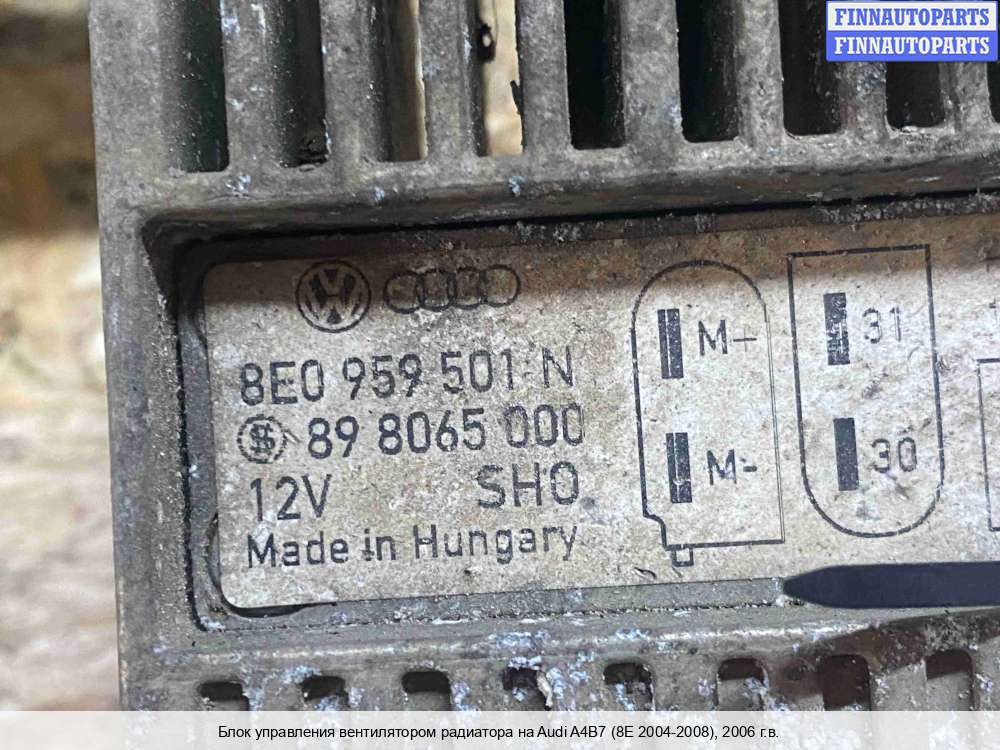 FINNAUTOPARTS
FINNAUTOPARTS
8E0 959 501 N
89 8065 000
12V SHO
Made in Hungary
M+
M-
31
30
Блок управления вентилятором радиатора на Audi A4B7 (8E 2004-2008), 2006 г.в.